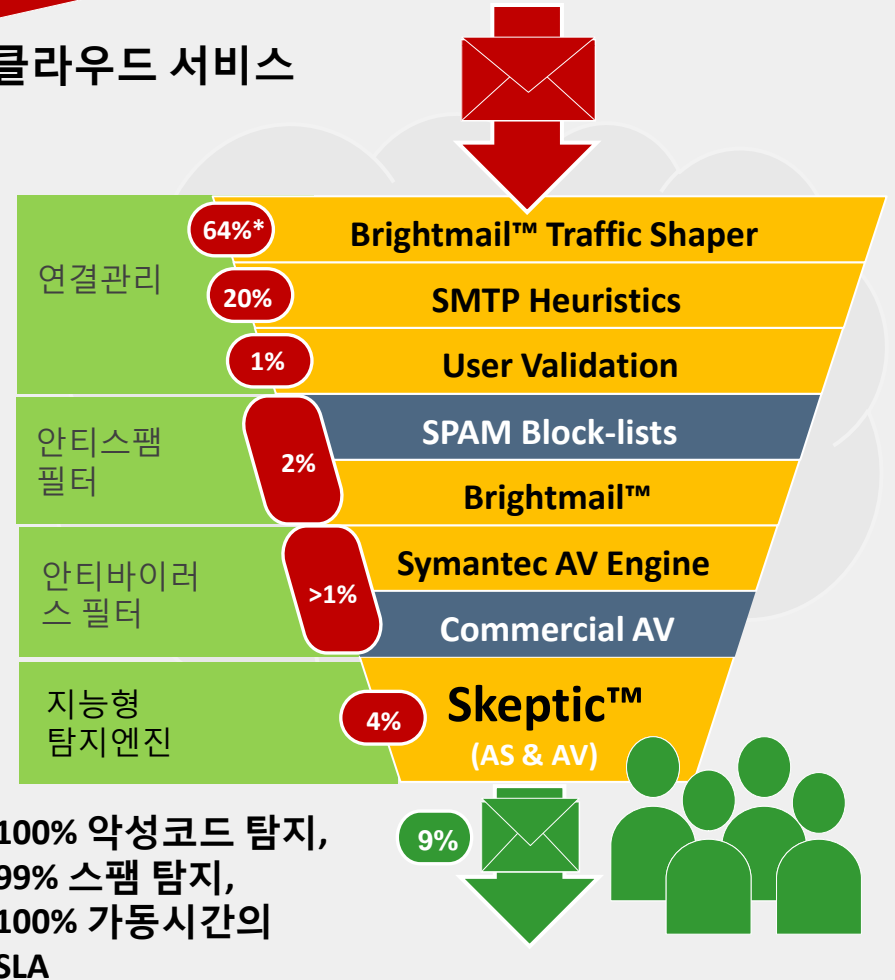 클라우드 서비스
연결관리
64%*
Brightmail™ Traffic Shaper
20%
SMTP Heuristics
1%
User Validation
안티스팸
필터
2%
SPAM Block-lists
Brightmail™
안티바이러
스 필터
>1%
Symantec AV Engine
Commercial AV
지능형
탐지엔진
4%
Skeptic™
(AS & AV)
9%
100% 악성코드 탐지,
99% 스팸 탐지,
100% 가동시간의
SLA